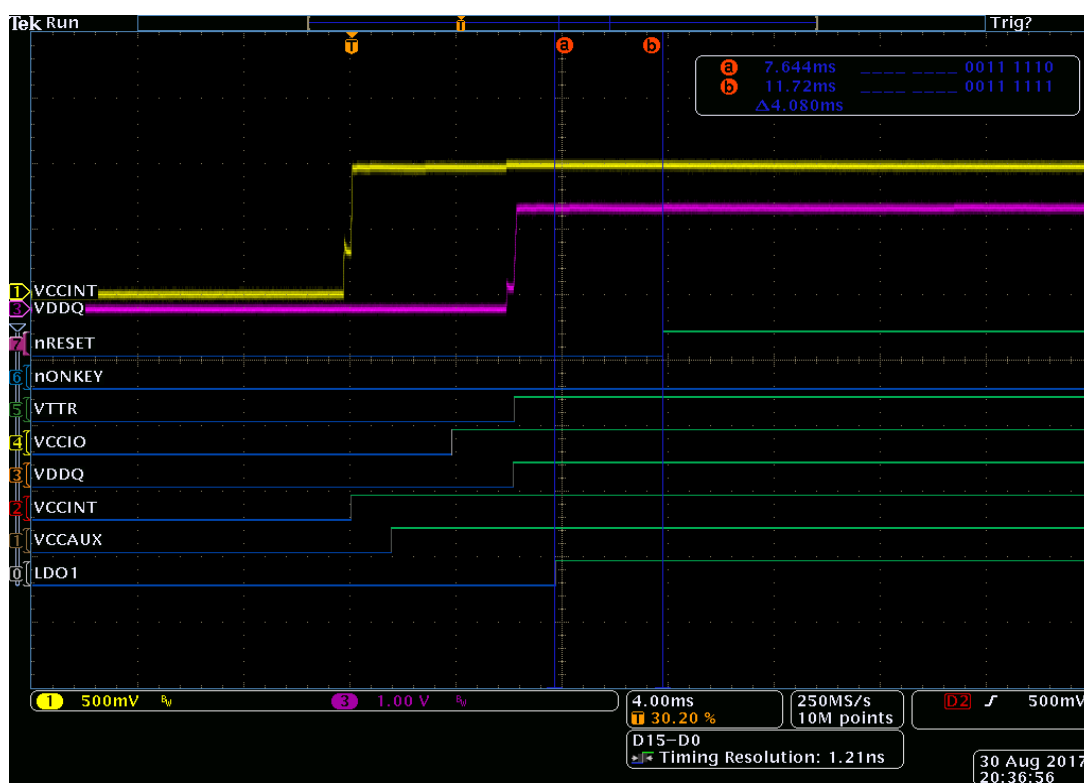 Tek Run Trig?
T
T a b
a 7.644ms ____ ____ 0011 1110
b 11.72ms ____ ____ 0011 1111
Δ4.080ms
1 VCCINT
3 VDDQ
7 nRESET
6 nONKEY
5 VTTR
4 VCCIO
3 VDDQ
2 VCCINT
1 VCCAUX
0 LDO1
1 500mV BW 3 1.00 V BW 4.00ms 250MS/s D2 500mV
T 30.20 % 10M points
D15-D0
Timing Resolution: 1.21ns
30 Aug 2017
20:36:56